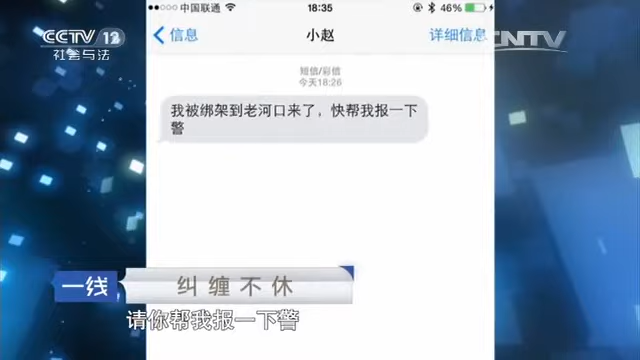 CCTV 12
社会与法
中国联通
18:35
46%
CNTV
信息
小赵
详细信息
短信/彩信
今天18:26
我被绑架到老河口来了，快帮我报一下
警
一线
纠缠不休
请你帮我报一下警